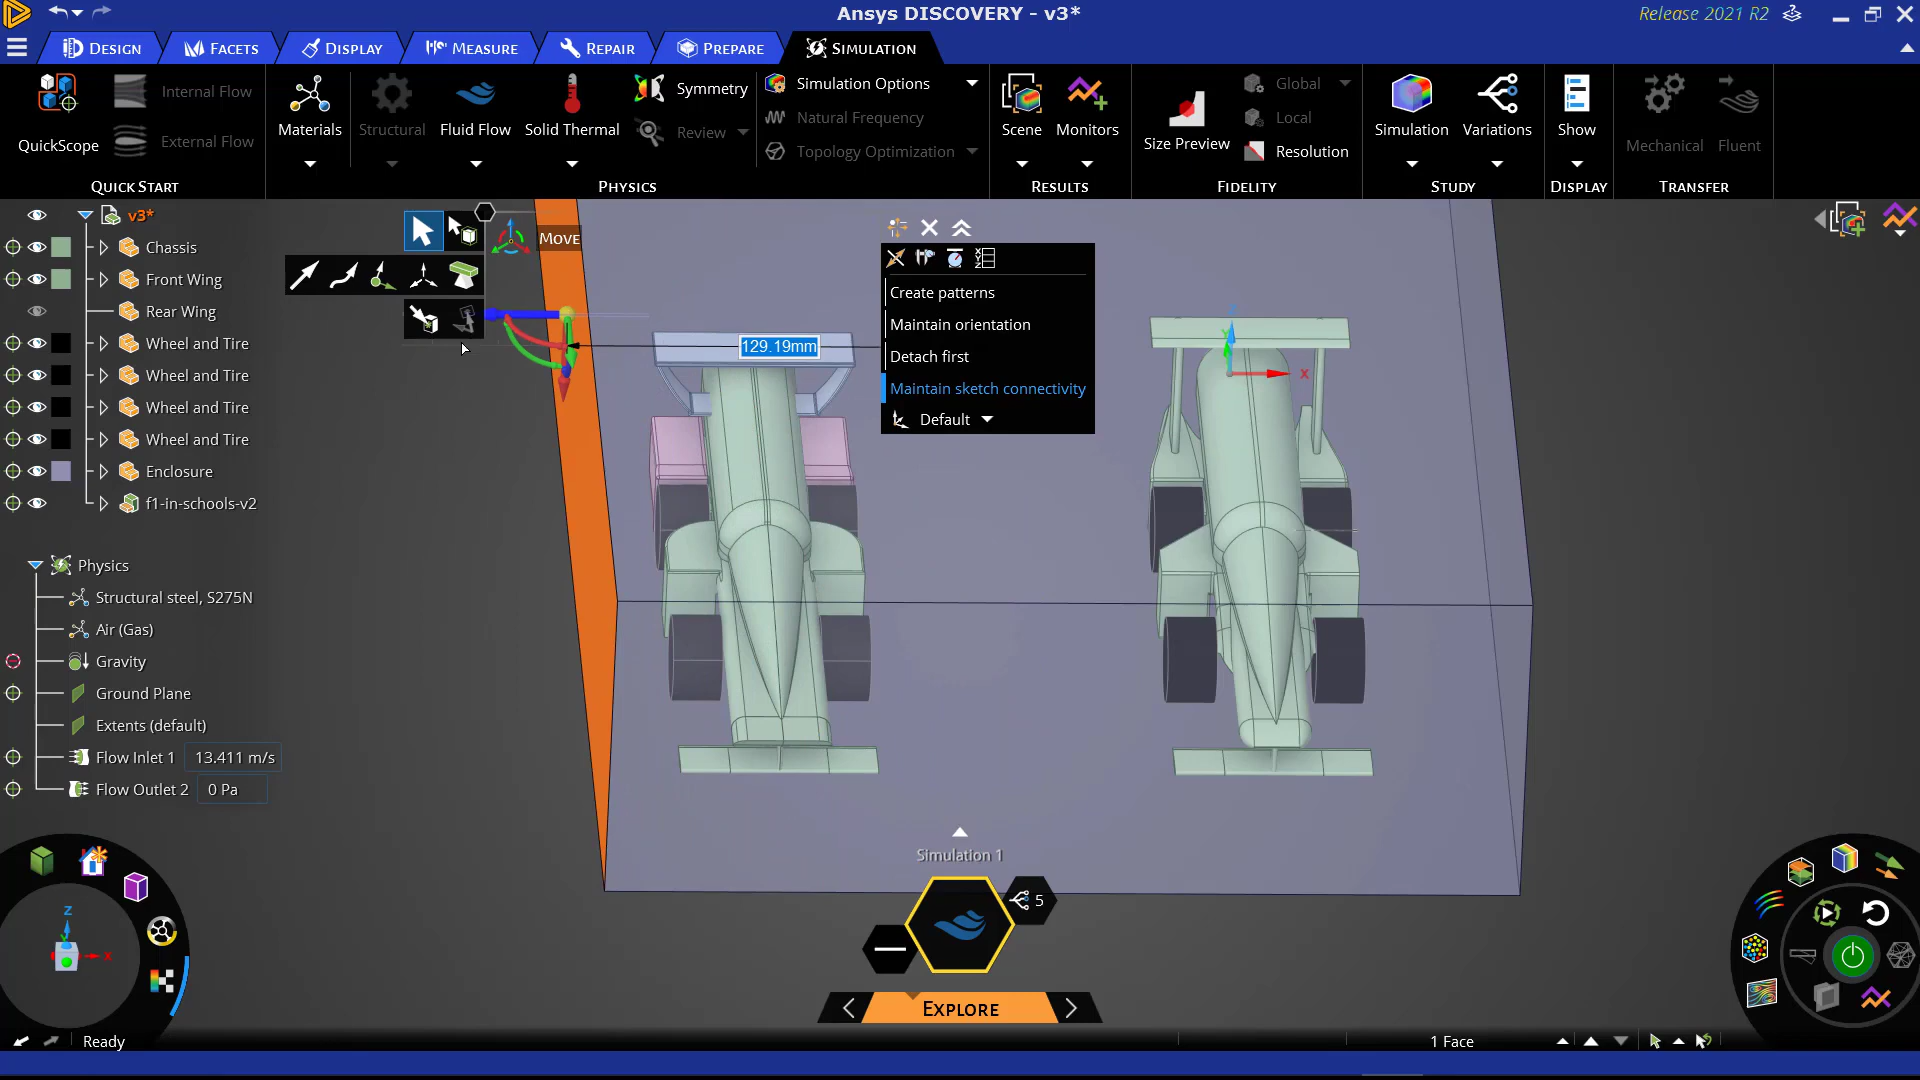 Ansys DISCOVERY - v3*
Release 2021 R2
DESIGN
FACETS
DISPLAY
MEASURE
REPAIR
PREPARE
SIMULATION
QuickScope
Internal Flow
External Flow
QUICK START
Materials
Structural
Fluid Flow
Solid Thermal
Symmetry
Review
Simulation Options
Natural Frequency
Topology Optimization
PHYSICS
Scene
Monitors
RESULTS
Size Preview
Global
Local
Resolution
FIDELITY
Simulation
Variations
STUDY
Show
DISPLAY
Mechanical
Fluent
TRANSFER
v3*
Chassis
Front Wing
Rear Wing
Wheel and Tire
Wheel and Tire
Wheel and Tire
Wheel and Tire
Enclosure
f1-in-schools-v2
Physics
Structural steel, S275N
Air (Gas)
Gravity
Ground Plane
Extents (default)
Flow Inlet 1 13.411 m/s
Flow Outlet 2 0 Pa
MOVE
129.19mm
Create patterns
Maintain orientation
Detach first
Maintain sketch connectivity
Default
Y
X
Z
X
Simulation 1
5
EXPLORE
Ready
1 Face